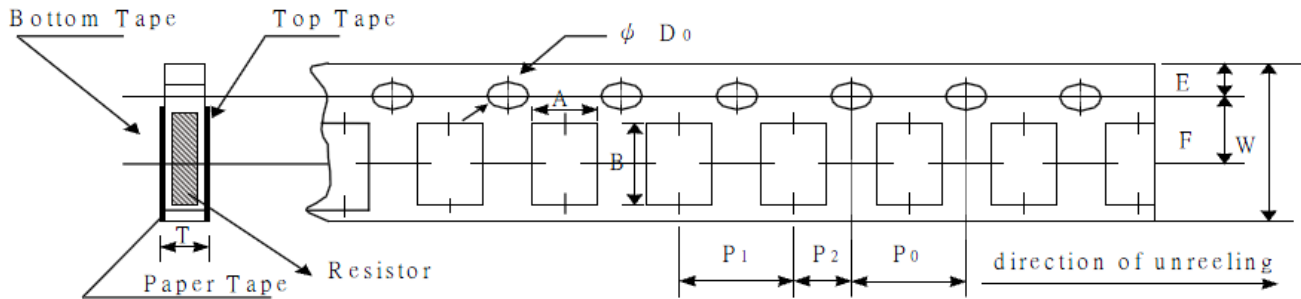 Bottom Tape
Top Tape
ϕ D0
A
E
B
F
W
T
P1
P2
P0
Resistor
direction of unreeling
Paper Tape